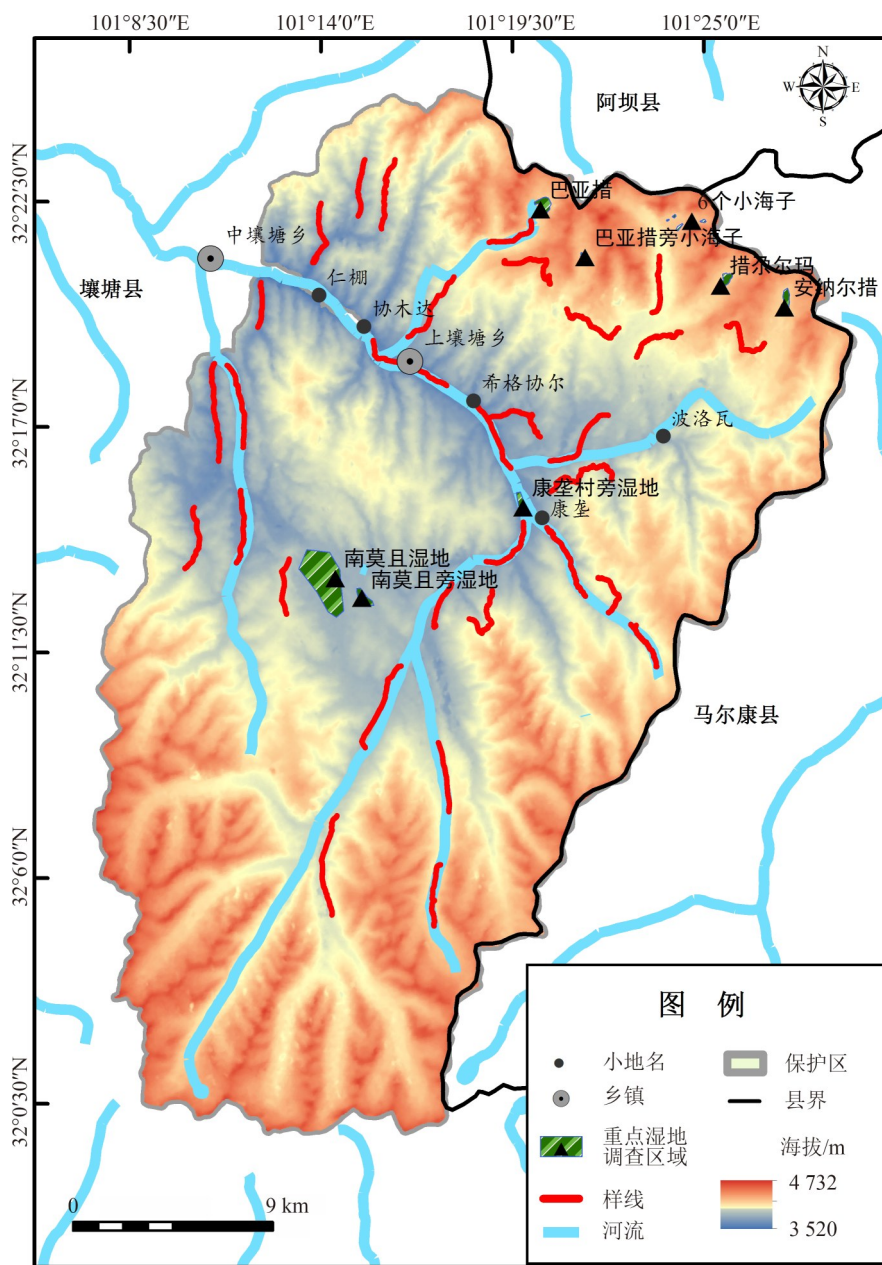 101°8′30″E 101°14′0″E 101°19′30″E 101°25′0″E
N
W E
S
阿坝县
32°22′30″N
巴亚措
6个小海子
中壤塘乡
巴亚措旁小海子
措尕尔玛
壤塘县
仁棚
安纳尔措
协木达
上壤塘乡
希格协尔
32°17′0″N
波洛瓦
康垄村旁湿地
康垄
南莫且湿地
南莫且旁湿地
32°11′30″N
马尔康县
32°6′0″N
32°0′30″N
0 9 km
图 例
小地名
保护区
乡镇
县界
重点湿地
调查区域
海拔/m
样线
4 732
河流
3 520